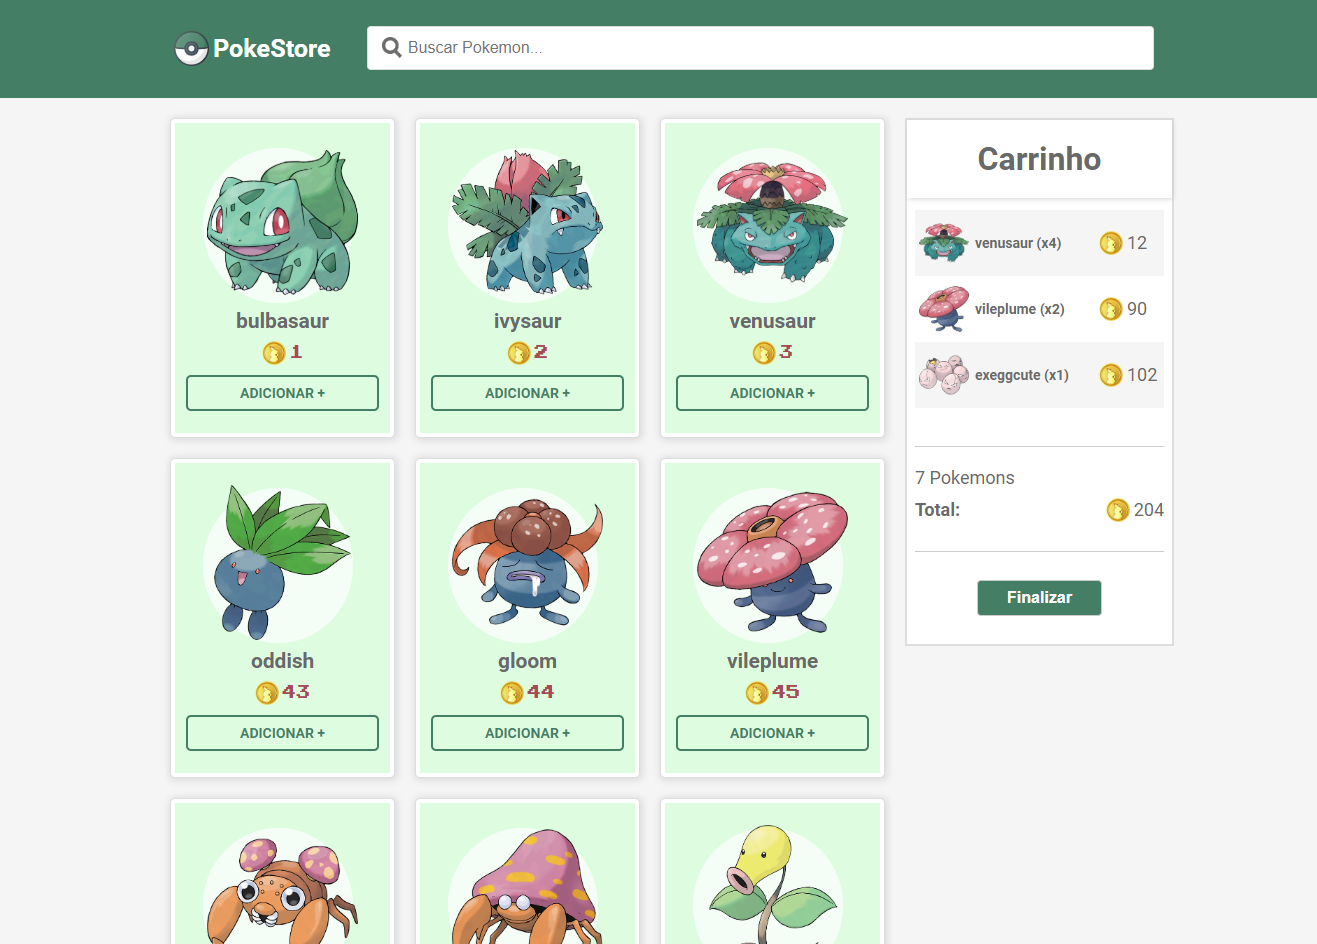 PokeStore
Buscar Pokemon...
bulbasaur
1
ADICIONAR +
ivysaur
2
ADICIONAR +
venusaur
3
ADICIONAR +
oddish
43
ADICIONAR +
gloom
44
ADICIONAR +
vileplume
45
ADICIONAR +
Carrinho
venusaur (x4) 12
vileplume (x2) 90
exeggcute (x1) 102
7 Pokemons
Total: 204
Finalizar